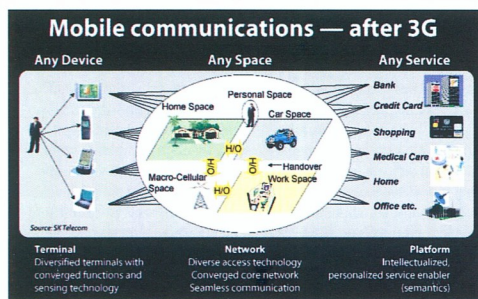 Mobile communications — after 3G
Any Device
Any Space
Any Service
Personal Space
Home Space
Car Space
H/O
H/O
H/O
H/O
Handover
Macro-Cellular
Space
Work Space
Bank
Credit Card
Shopping
Medical Care
Home
Office etc.
Source: SK Telecom
Terminal
Diversified terminals with
converged functions and
sensing technology
Network
Diverse access technology
Converged core network
Seamless communication
Platform
Intellectualized,
personalized service enabler
(semantics)